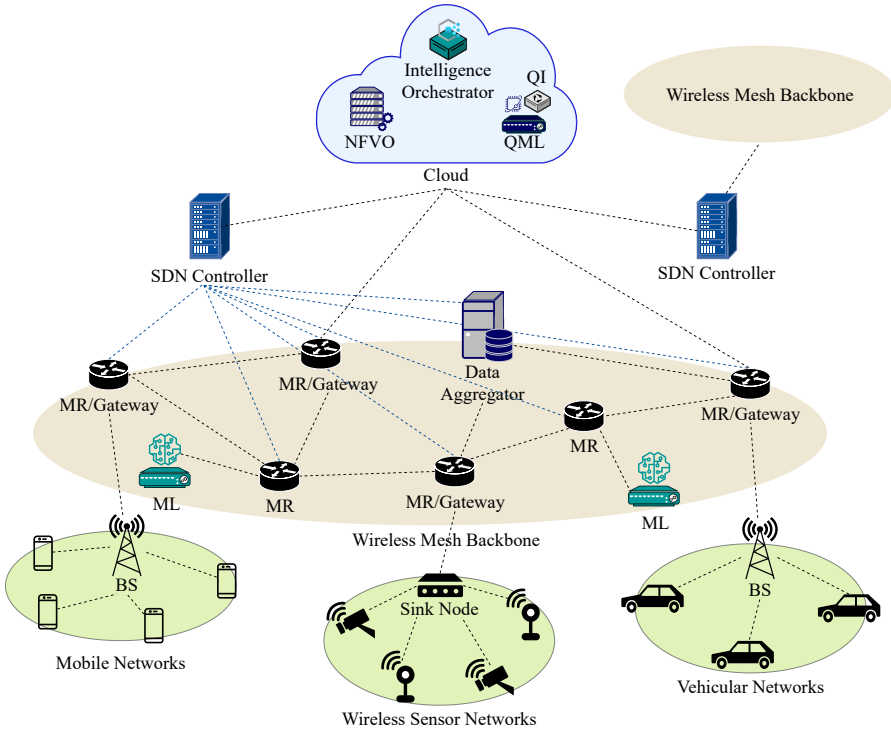 Intelligence
Orchestrator
QI
NFVO
QML
Cloud
Wireless Mesh Backbone
SDN Controller
SDN Controller
MR/Gateway
MR/Gateway
Data
Aggregator
MR/Gateway
MR
ML
MR
MR/Gateway
ML
Wireless Mesh Backbone
BS
Sink Node
BS
Mobile Networks
Wireless Sensor Networks
Vehicular Networks